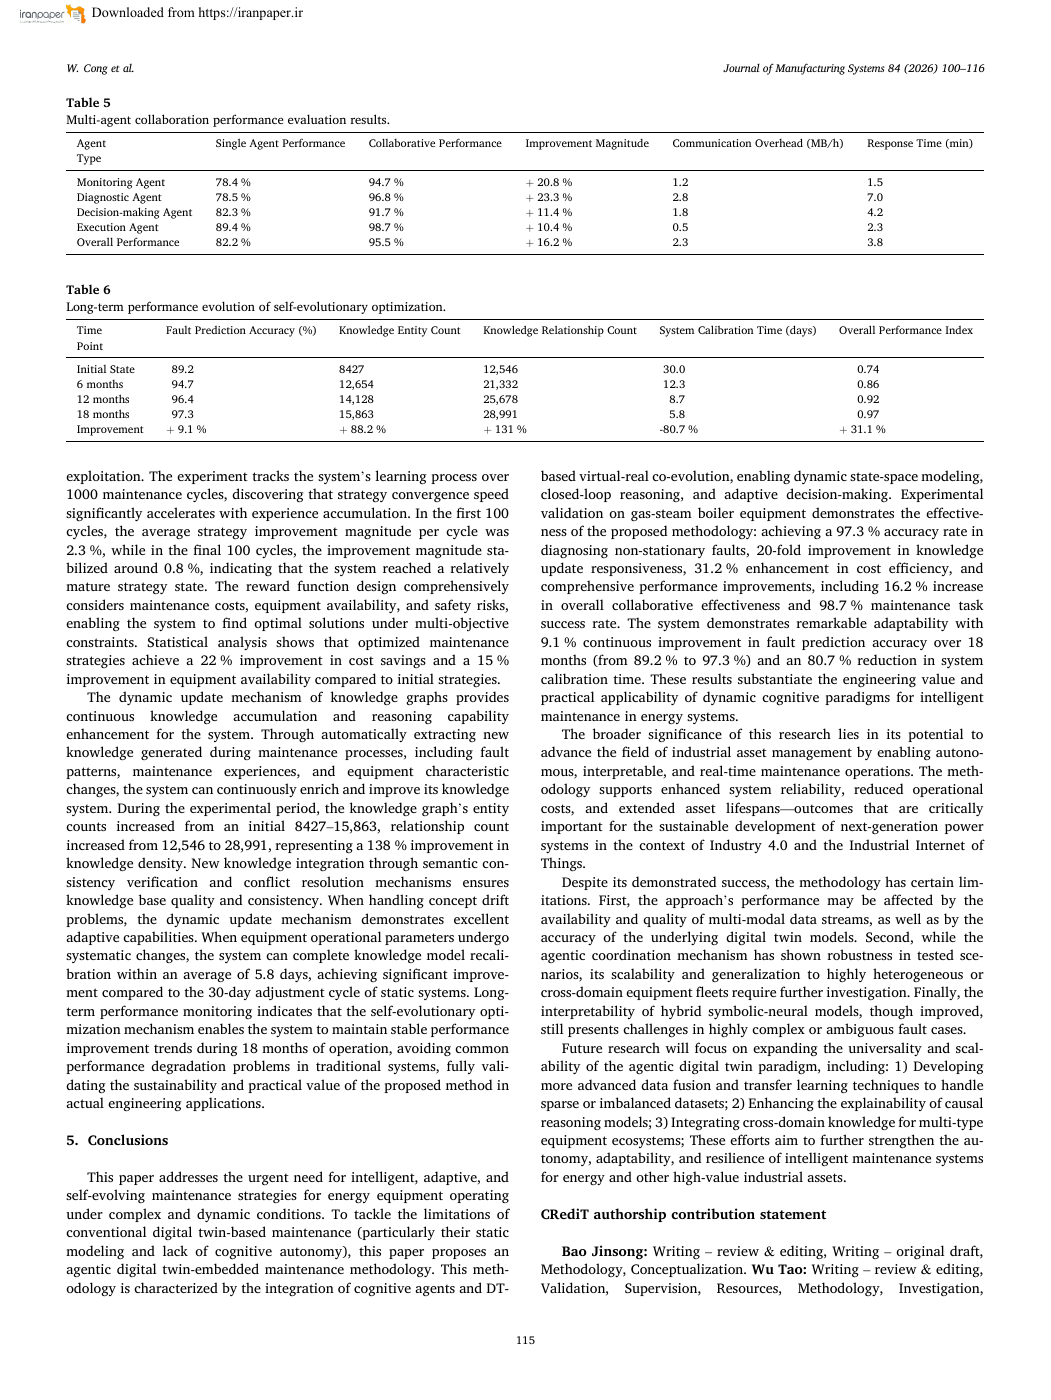 iranpaper
Downloaded from https://iranpaper.ir
W. Cong et al.
Journal of Manufacturing Systems 84 (2026) 100–116
Table 5
Multi-agent collaboration performance evaluation results.
Agent Type Single Agent Performance Collaborative Performance Improvement Magnitude Communication Overhead (MB/h) Response Time (min)
Monitoring Agent 78.4 % 94.7 % + 20.8 % 1.2 1.5
Diagnostic Agent 78.5 % 96.8 % + 23.3 % 2.8 7.0
Decision-making Agent 82.3 % 91.7 % + 11.4 % 1.8 4.2
Execution Agent 89.4 % 98.7 % + 10.4 % 0.5 2.3
Overall Performance 82.2 % 95.5 % + 16.2 % 2.3 3.8
Table 6
Long-term performance evolution of self-evolutionary optimization.
Time Point Fault Prediction Accuracy (%) Knowledge Entity Count Knowledge Relationship Count System Calibration Time (days) Overall Performance Index
Initial State 89.2 8427 12,546 30.0 0.74
6 months 94.7 12,654 21,332 12.3 0.86
12 months 96.4 14,128 25,678 8.7 0.92
18 months 97.3 15,863 28,991 5.8 0.97
Improvement + 9.1 % + 88.2 % + 131 % -80.7 % + 31.1 %
exploitation. The experiment tracks the system's learning process over
1000 maintenance cycles, discovering that strategy convergence speed
significantly accelerates with experience accumulation. In the first 100
cycles, the average strategy improvement magnitude per cycle was
2.3 %, while in the final 100 cycles, the improvement magnitude sta-
bilized around 0.8 %, indicating that the system reached a relatively
mature strategy state. The reward function design comprehensively
considers maintenance costs, equipment availability, and safety risks,
enabling the system to find optimal solutions under multi-objective
constraints. Statistical analysis shows that optimized maintenance
strategies achieve a 22 % improvement in cost savings and a 15 %
improvement in equipment availability compared to initial strategies.
The dynamic update mechanism of knowledge graphs provides
continuous knowledge accumulation and reasoning capability
enhancement for the system. Through automatically extracting new
knowledge generated during maintenance processes, including fault
patterns, maintenance experiences, and equipment characteristic
changes, the system can continuously enrich and improve its knowledge
system. During the experimental period, the knowledge graph's entity
counts increased from an initial 8427–15,863, relationship count
increased from 12,546 to 28,991, representing a 138 % improvement in
knowledge density. New knowledge integration through semantic con-
sistency verification and conflict resolution mechanisms ensures
knowledge base quality and consistency. When handling concept drift
problems, the dynamic update mechanism demonstrates excellent
adaptive capabilities. When equipment operational parameters undergo
systematic changes, the system can complete knowledge model recali-
bration within an average of 5.8 days, achieving significant improve-
ment compared to the 30-day adjustment cycle of static systems. Long-
term performance monitoring indicates that the self-evolutionary opti-
mization mechanism enables the system to maintain stable performance
improvement trends during 18 months of operation, avoiding common
performance degradation problems in traditional systems, fully vali-
dating the sustainability and practical value of the proposed method in
actual engineering applications.
5. Conclusions
This paper addresses the urgent need for intelligent, adaptive, and
self-evolving maintenance strategies for energy equipment operating
under complex and dynamic conditions. To tackle the limitations of
conventional digital twin-based maintenance (particularly their static
modeling and lack of cognitive autonomy), this paper proposes an
agentic digital twin-embedded maintenance methodology. This meth-
odology is characterized by the integration of cognitive agents and DT-
based virtual-real co-evolution, enabling dynamic state-space modeling,
closed-loop reasoning, and adaptive decision-making. Experimental
validation on gas-steam boiler equipment demonstrates the effective-
ness of the proposed methodology: achieving a 97.3 % accuracy rate in
diagnosing non-stationary faults, 20-fold improvement in knowledge
update responsiveness, 31.2 % enhancement in cost efficiency, and
comprehensive performance improvements, including 16.2 % increase
in overall collaborative effectiveness and 98.7 % maintenance task
success rate. The system demonstrates remarkable adaptability with
9.1 % continuous improvement in fault prediction accuracy over 18
months (from 89.2 % to 97.3 %) and an 80.7 % reduction in system
calibration time. These results substantiate the engineering value and
practical applicability of dynamic cognitive paradigms for intelligent
maintenance in energy systems.
The broader significance of this research lies in its potential to
advance the field of industrial asset management by enabling autono-
mous, interpretable, and real-time maintenance operations. The meth-
odology supports enhanced system reliability, reduced operational
costs, and extended asset lifespans—outcomes that are critically
important for the sustainable development of next-generation power
systems in the context of Industry 4.0 and the Industrial Internet of
Things.
Despite its demonstrated success, the methodology has certain lim-
itations. First, the approach's performance may be affected by the
availability and quality of multi-modal data streams, as well as by the
accuracy of the underlying digital twin models. Second, while the
agentic coordination mechanism has shown robustness in tested sce-
narios, its scalability and generalization to highly heterogeneous or
cross-domain equipment fleets require further investigation. Finally, the
interpretability of hybrid symbolic-neural models, though improved,
still presents challenges in highly complex or ambiguous fault cases.
Future research will focus on expanding the universality and scal-
ability of the agentic digital twin paradigm, including: 1) Developing
more advanced data fusion and transfer learning techniques to handle
sparse or imbalanced datasets; 2) Enhancing the explainability of causal
reasoning models; 3) Integrating cross-domain knowledge for multi-type
equipment ecosystems; These efforts aim to further strengthen the au-
tonomy, adaptability, and resilience of intelligent maintenance systems
for energy and other high-value industrial assets.
CRediT authorship contribution statement
Bao Jinsong: Writing – review & editing, Writing – original draft,
Methodology, Conceptualization. Wu Tao: Writing – review & editing,
Validation, Supervision, Resources, Methodology, Investigation,
115